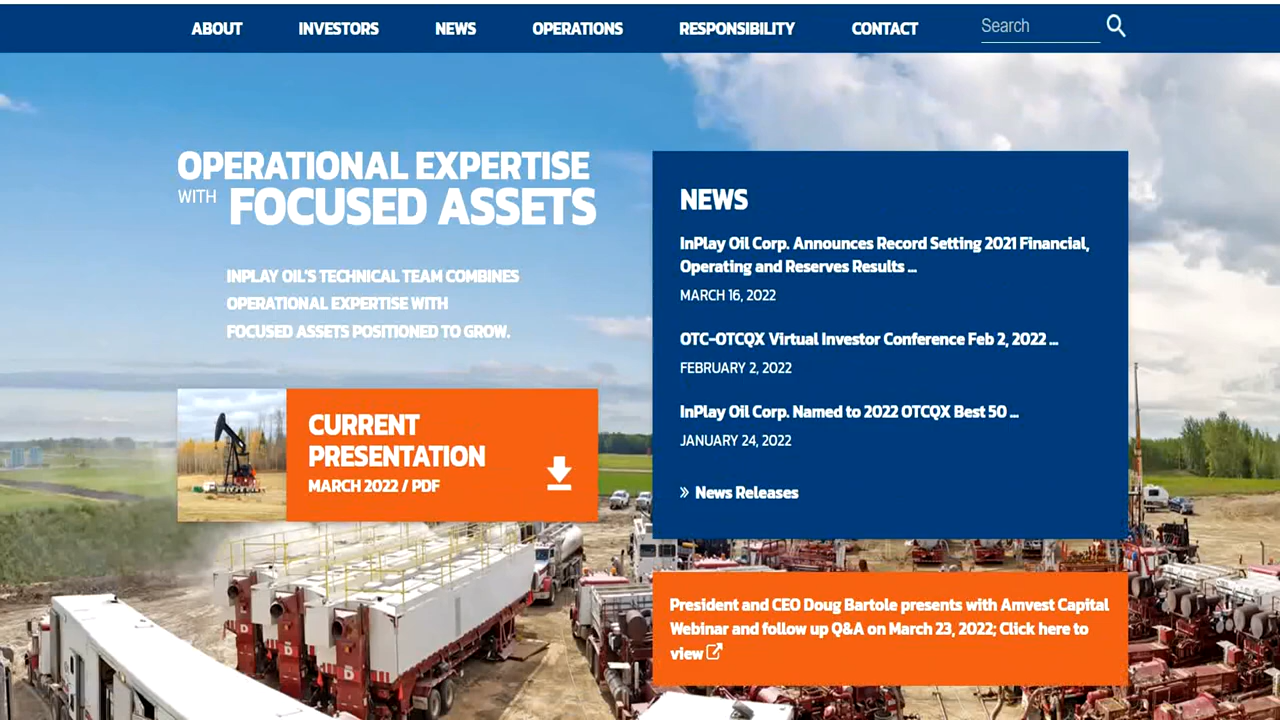 ABOUT INVESTORS NEWS OPERATIONS RESPONSIBILITY CONTACT Search
OPERATIONAL EXPERTISE
WITH FOCUSED ASSETS
INPLAY OIL'S TECHNICAL TEAM COMBINES
OPERATIONAL EXPERTISE WITH
FOCUSED ASSETS POSITIONED TO GROW.
CURRENT
PRESENTATION
MARCH 2022 / PDF
NEWS
InPlay Oil Corp. Announces Record Setting 2021 Financial,
Operating and Reserves Results ...
MARCH 16, 2022
OTC-OTCQX Virtual Investor Conference Feb 2, 2022 ...
FEBRUARY 2, 2022
InPlay Oil Corp. Named to 2022 OTCQX Best 50 ...
JANUARY 24, 2022
» News Releases
President and CEO Doug Bartole presents with Amvest Capital
Webinar and follow up Q&A on March 23, 2022; Click here to
view